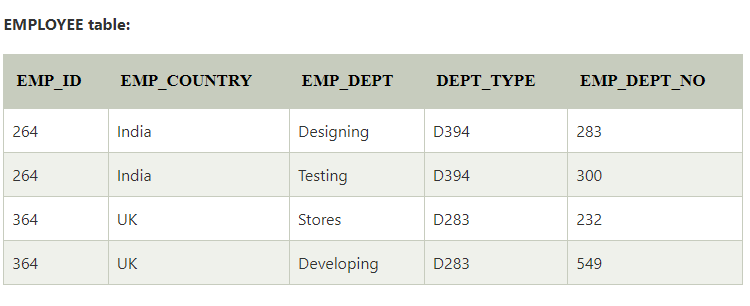 EMPLOYEE table:
EMP_ID EMP_COUNTRY EMP_DEPT DEPT_TYPE EMP_DEPT_NO
264 India Designing D394 283
264 India Testing D394 300
364 UK Stores D283 232
364 UK Developing D283 549